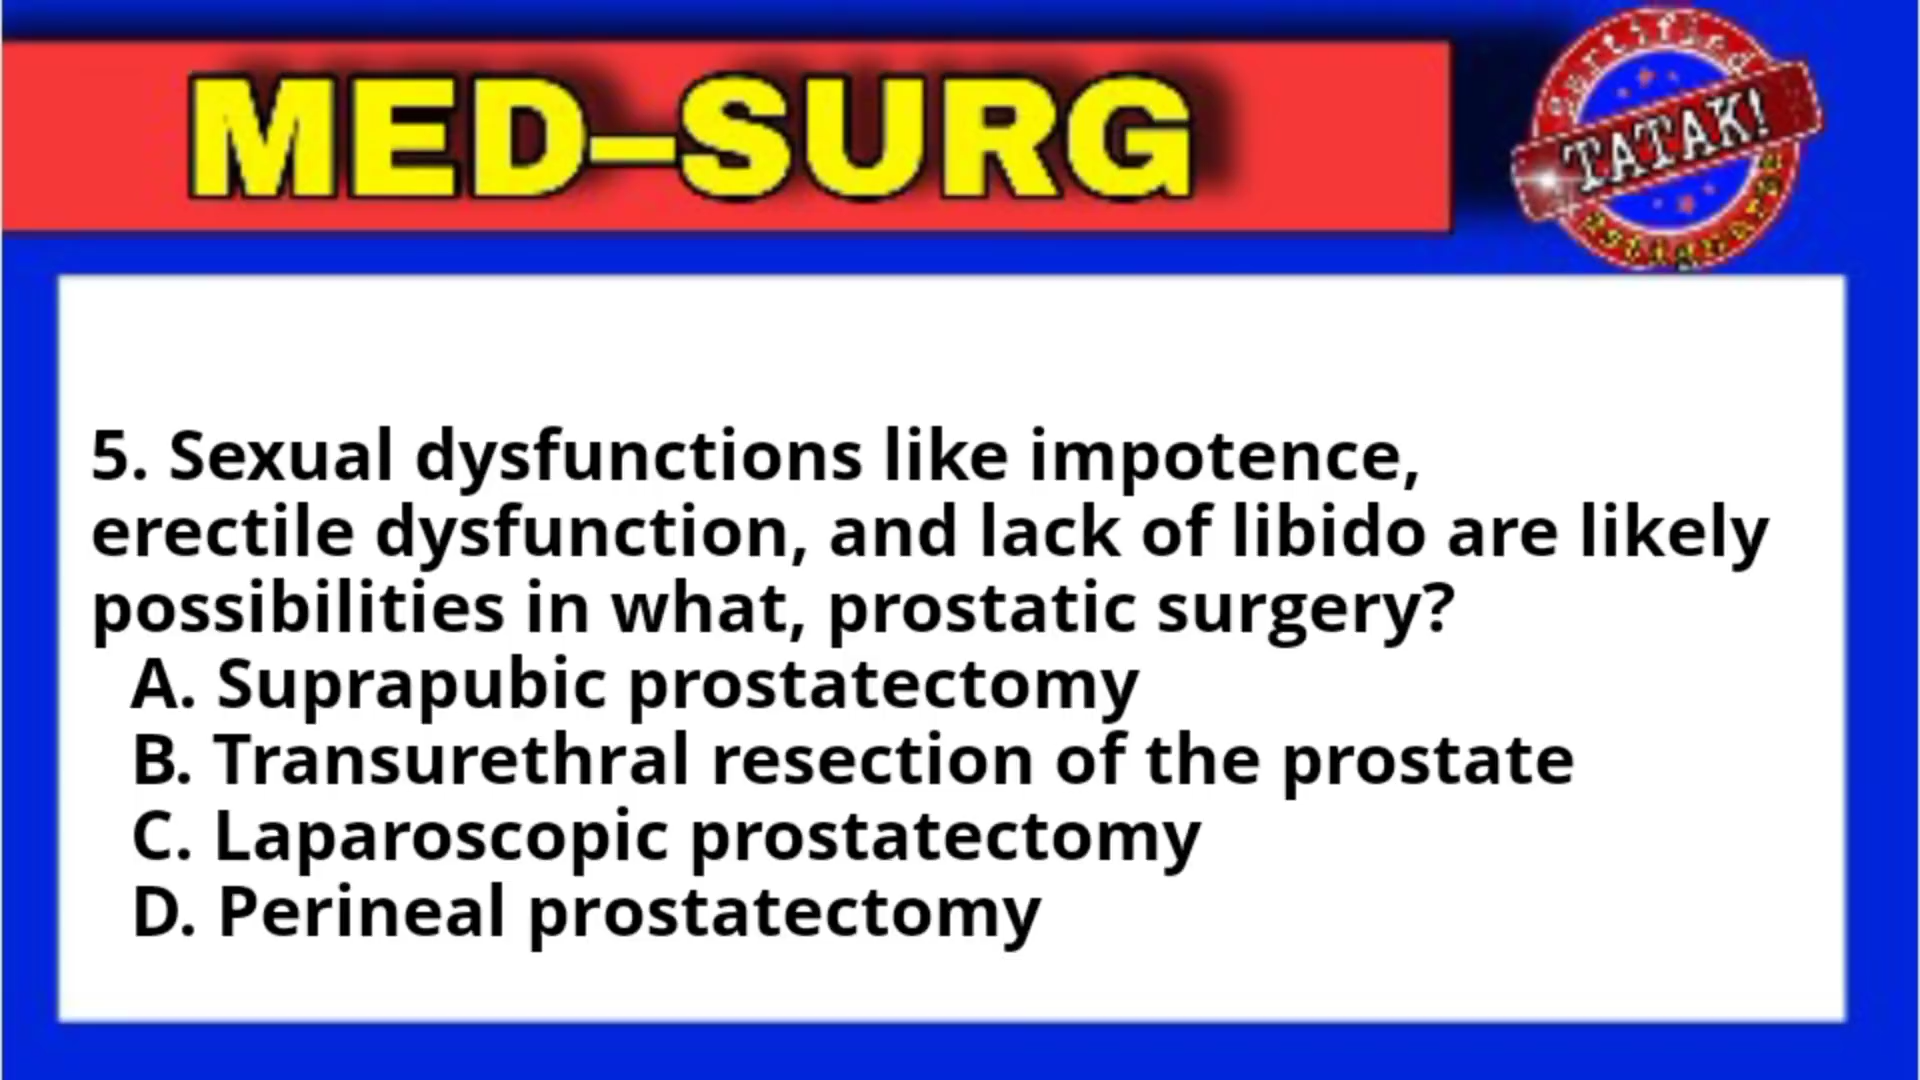 MED–SURG
certified
TATAK!
5. Sexual dysfunctions like impotence,
erectile dysfunction, and lack of libido are likely
possibilities in what, prostatic surgery?
A. Suprapubic prostatectomy
B. Transurethral resection of the prostate
C. Laparoscopic prostatectomy
D. Perineal prostatectomy